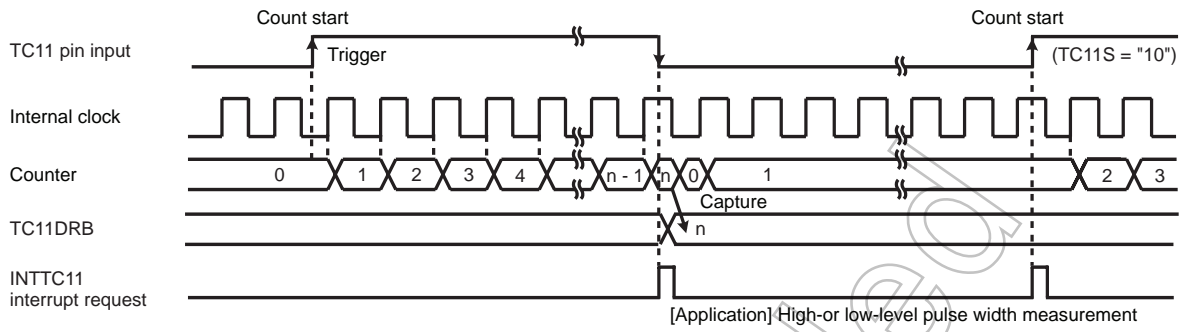 Count start Count start
TC11 pin input Trigger (TC11S = "10")
Internal clock
Counter 0 1 2 3 4 n - 1 n 0 1 2 3
Capture
TC11DRB n
INTTC11
interrupt request
[Application] High-or low-level pulse width measurement